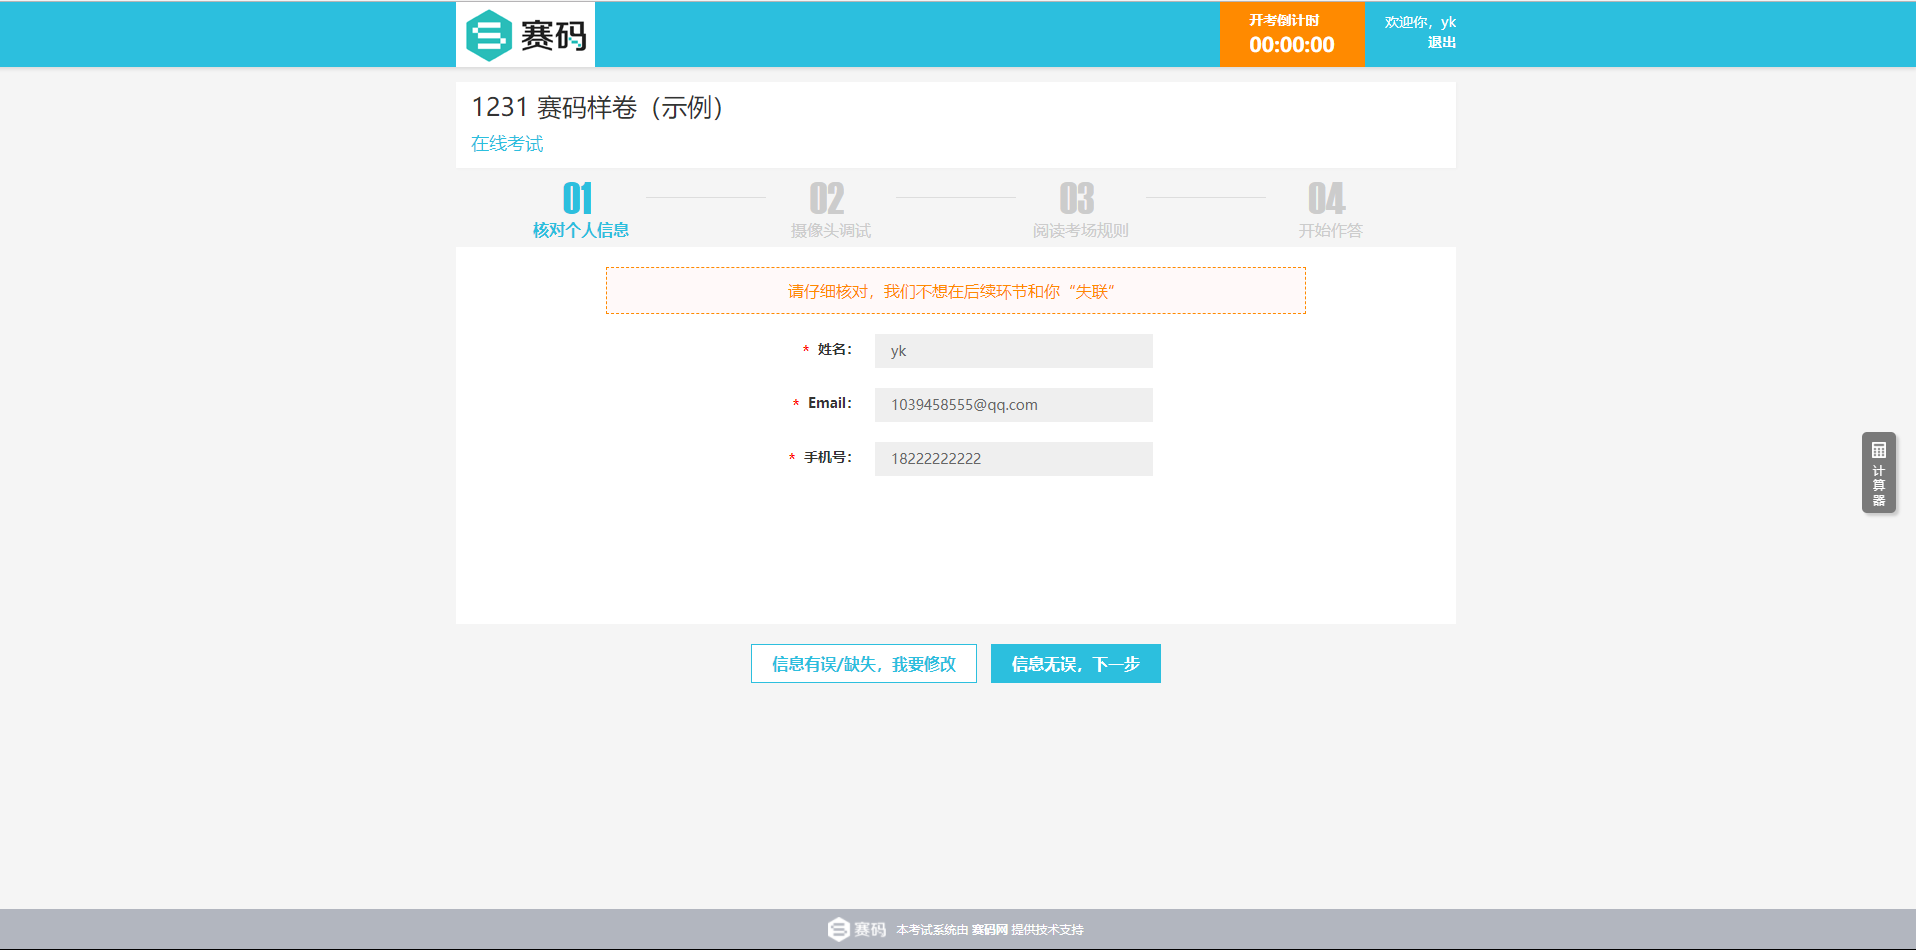 赛码
开考倒计时
00:00:00
欢迎你，yk
退出
1231 赛码样卷（示例）
在线考试
01
核对个人信息
02
摄像头调试
03
阅读考场规则
04
开始作答
请仔细核对，我们不想在后续环节和你“失联”
* 姓名： yk
* Email： 1039458555@qq.com
* 手机号： 18222222222
计算器
信息有误/缺失，我要修改
信息无误，下一步
赛码 本考试系统由 赛码网 提供技术支持